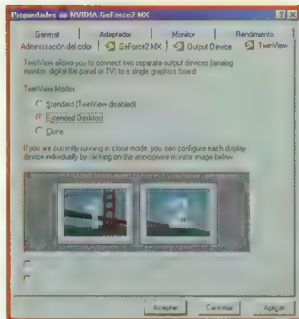 Propiedades de NVIDIA GeForce2 MX
General
Adaptador
Monitor
Rendimiento
Administración del color
GeForce2 MX
Output Device
TwinView
TwinView allows you to connect two separate output devices (analog
monitor, digital flat panel or TV) to a single graphics board
TwinView Modes
Standard (TwinView disabled)
Extended Desktop
Clone
If you are currently running in clone mode, you can configure each display
device individually by clicking on the appropriate monitor image below
Aceptar
Cancelar
Aplicar